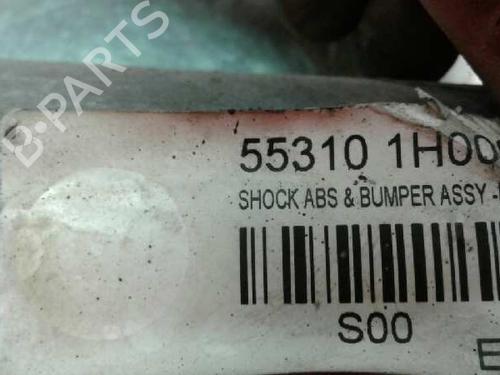 B-PARTS
55310 1H00
SHOCK ABS & BUMPER ASSY -
S00
E